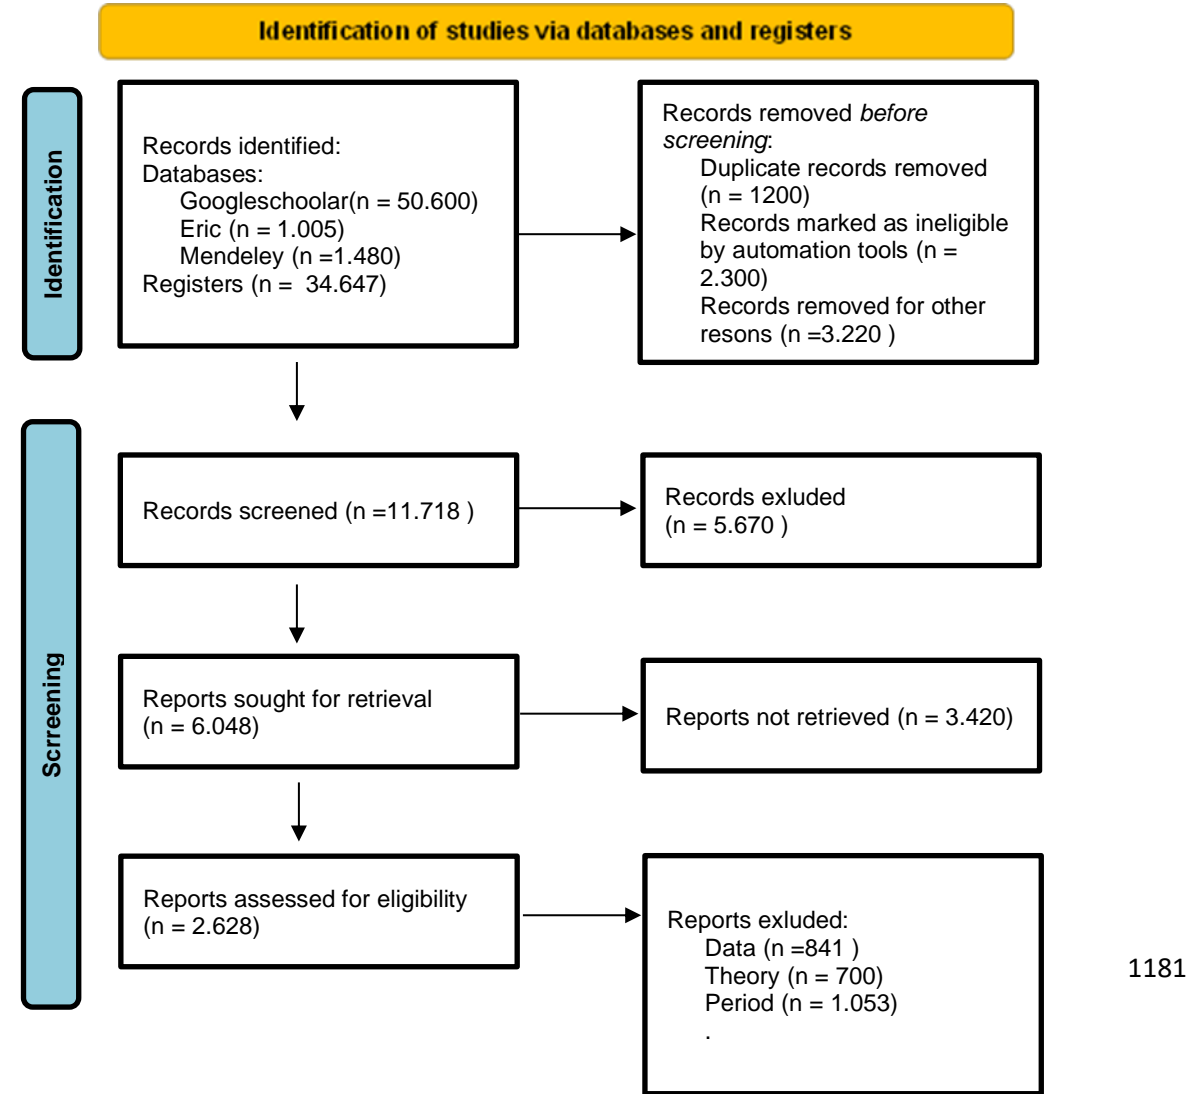 Identification of studies via databases and registers
Identification
Records identified:
Databases:
Googleschoolar(n = 50.600)
Eric (n = 1.005)
Mendeley (n =1.480)
Registers (n = 34.647)
Records removed before
screening:
Duplicate records removed
(n = 1200)
Records marked as ineligible
by automation tools (n =
2.300)
Records removed for other
resons (n =3.220 )
Scrreening
Records screened (n =11.718 )
Records exluded
(n = 5.670 )
Reports sought for retrieval
(n = 6.048)
Reports not retrieved (n = 3.420)
Reports assessed for eligibility
(n = 2.628)
Reports exluded:
Data (n =841 )
Theory (n = 700)
Period (n = 1.053)
.
1181